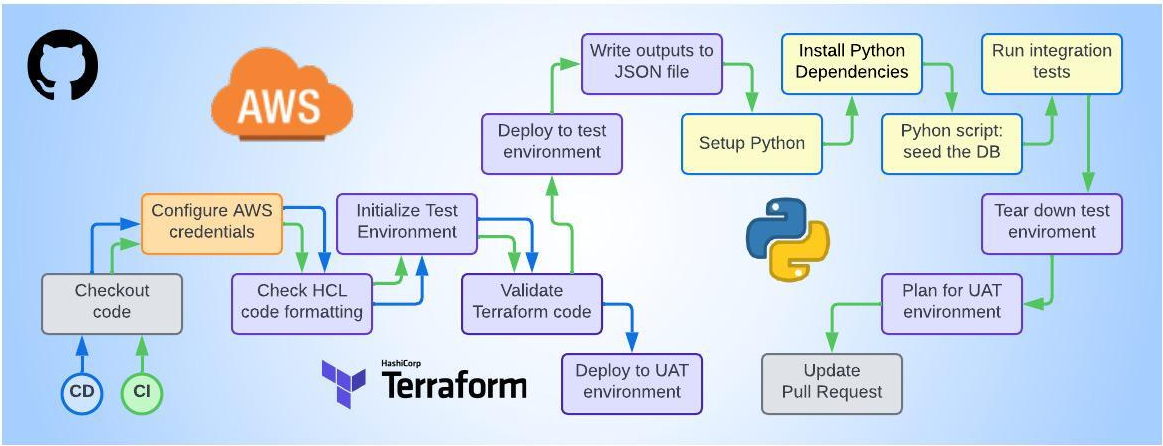 AWS
Write outputs to
JSON file
Install Python
Dependencies
Run integration
tests
Deploy to test
environment
Setup Python
Pyhon script:
seed the DB
Configure AWS
credentials
Initialize Test
Environment
Tear down test
enviroment
Checkout
code
Check HCL
code formatting
Validate
Terraform code
Plan for UAT
environment
CD
CI
HashiCorp
Terraform
Deploy to UAT
environment
Update
Pull Request